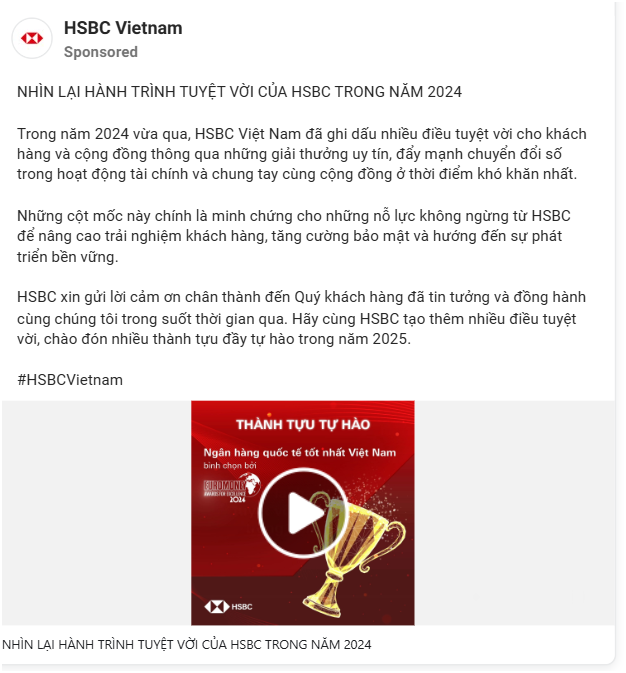 HSBC Vietnam
Sponsored
NHÌN LẠI HÀNH TRÌNH TUYỆT VỜI CỦA HSBC TRONG NĂM 2024
Trong năm 2024 vừa qua, HSBC Việt Nam đã ghi dấu nhiều điều tuyệt vời cho khách
hàng và cộng đồng thông qua những giải thưởng uy tín, đẩy mạnh chuyển đổi số
trong hoạt động tài chính và chung tay cùng cộng đồng ở thời điểm khó khăn nhất.
Những cột mốc này chính là minh chứng cho những nỗ lực không ngừng từ HSBC
để nâng cao trải nghiệm khách hàng, tăng cường bảo mật và hướng đến sự phát
triển bền vững.
HSBC xin gửi lời cảm ơn chân thành đến Quý khách hàng đã tin tưởng và đồng hành
cùng chúng tôi trong suốt thời gian qua. Hãy cùng HSBC tạo thêm nhiều điều tuyệt
vời, chào đón nhiều thành tựu đầy tự hào trong năm 2025.
#HSBCVietnam
THÀNH TỰU TỰ HÀO
Ngân hàng quốc tế tốt nhất Việt Nam
bình chọn bởi
EUROMONEY
AWARDS FOR EXCELLENCE
2024
HSBC
NHÌN LẠI HÀNH TRÌNH TUYỆT VỜI CỦA HSBC TRONG NĂM 2024